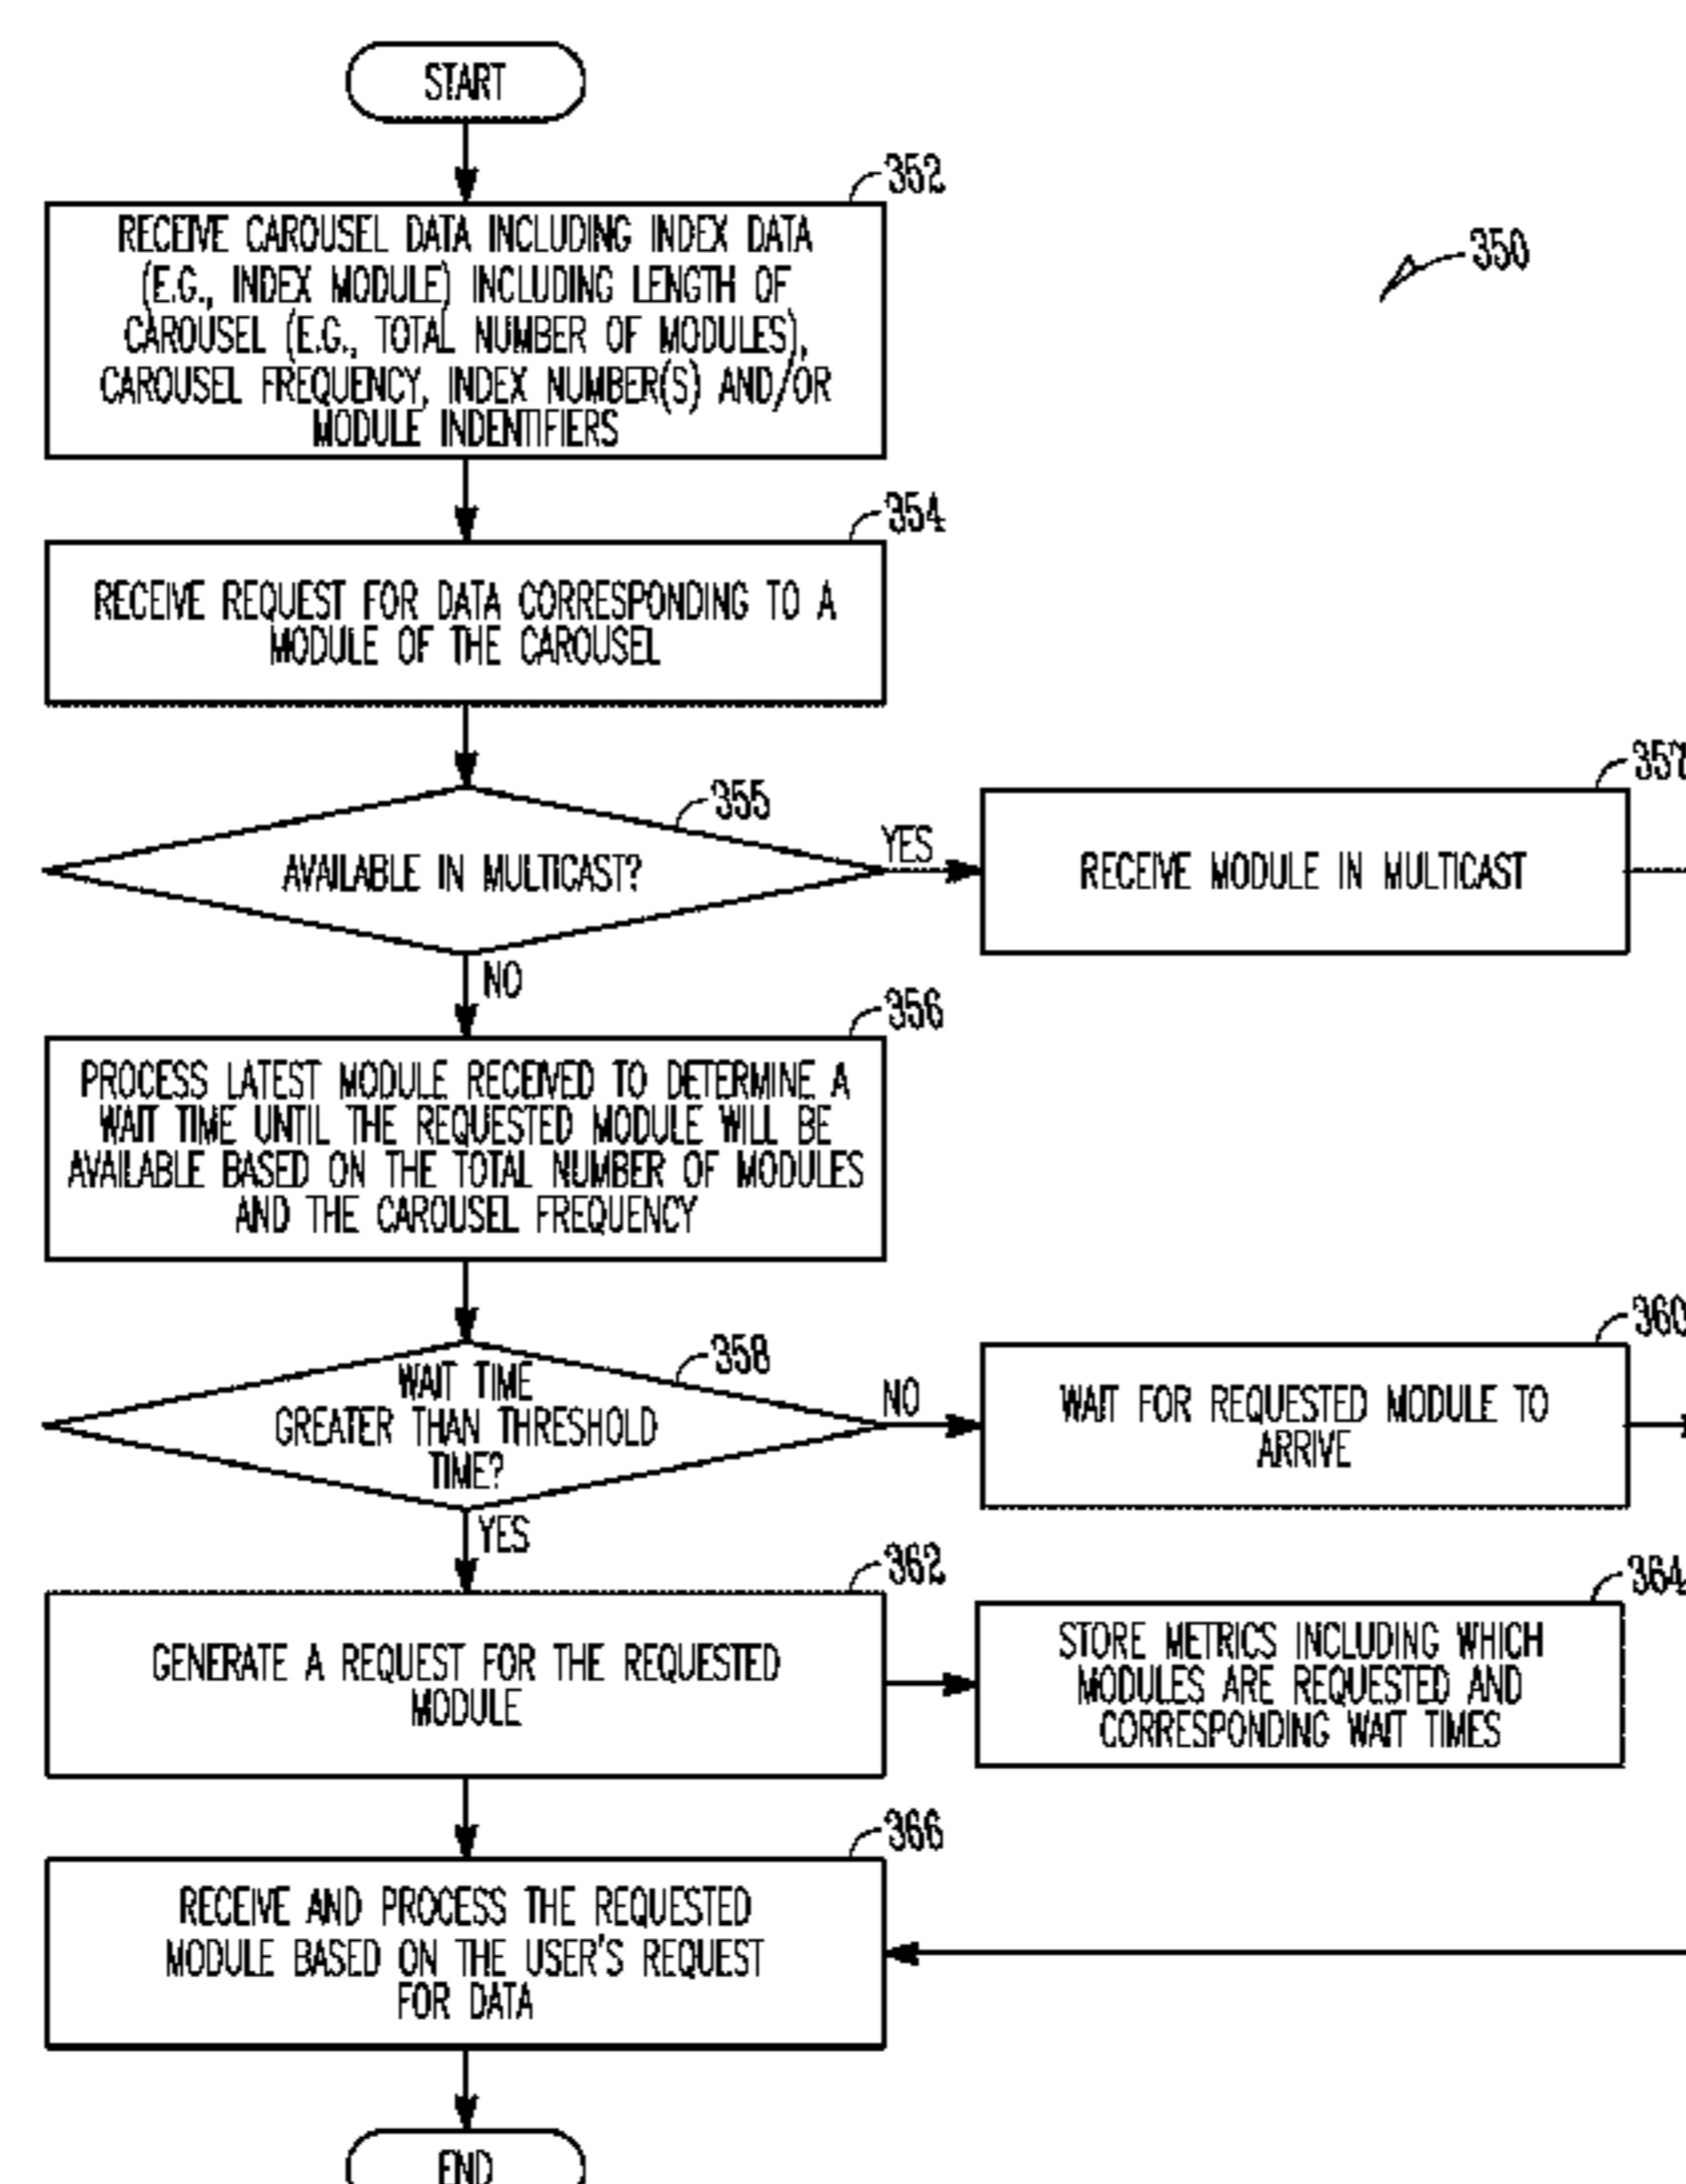 START
352
RECEIVE CAROUSEL DATA INCLUDING INDEX DATA
(E.G., INDEX MODULE) INCLUDING LENGTH OF
CAROUSEL (E.G., TOTAL NUMBER OF MODULES),
CAROUSEL FREQUENCY, INDEX NUMBER(S) AND/OR
MODULE INDENTIFIERS
350
354
RECEIVE REQUEST FOR DATA CORRESPONDING TO A
MODULE OF THE CAROUSEL
355
AVAILABLE IN MULTICAST?
YES
357
RECEIVE MODULE IN MULTICAST
NO
356
PROCESS LATEST MODULE RECEIVED TO DETERMINE A
WAIT TIME UNTIL THE REQUESTED MODULE WILL BE
AVAILABLE BASED ON THE TOTAL NUMBER OF MODULES
AND THE CAROUSEL FREQUENCY
358
WAIT TIME
GREATER THAN THRESHOLD
TIME?
NO
360
WAIT FOR REQUESTED MODULE TO
ARRIVE
YES
362
GENERATE A REQUEST FOR THE REQUESTED
MODULE
364
STORE METRICS INCLUDING WHICH
MODULES ARE REQUESTED AND
CORRESPONDING WAIT TIMES
366
RECEIVE AND PROCESS THE REQUESTED
MODULE BASED ON THE USER'S REQUEST
FOR DATA
END